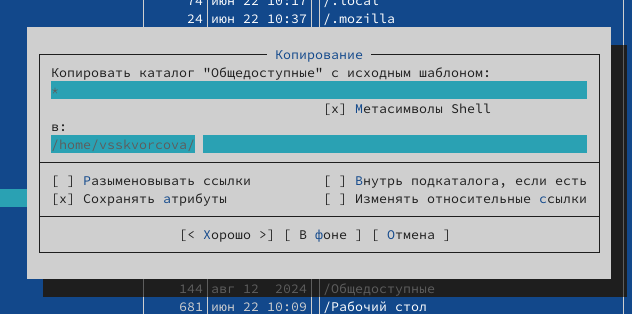 74 июн 22 10:17 /.local
24 июн 22 10:37 /.mozilla
Копирование
Копировать каталог "Общедоступные" с исходным шаблоном:
*
[x] Метасимволы Shell
в:
/home/vsskvorcova/
[ ] Разыменовывать ссылки [ ] Внутрь подкаталога, если есть
[x] Сохранять атрибуты [ ] Изменять относительные ссылки
[< Хорошо >] [ В фоне ] [ Отмена ]
144 авг 12 2024 /Общедоступные
681 июн 22 10:09 /Рабочий стол